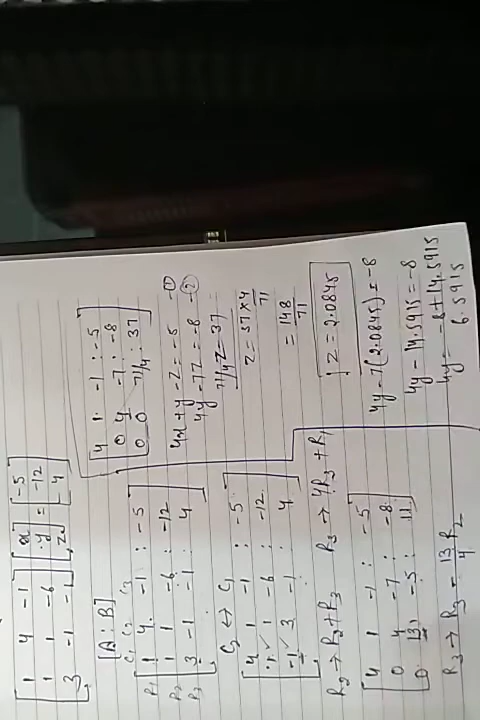 [1 4 -1] [x] = [-5]
[1 1 -6] [y] = [-12]
[3 -1 -1] [z] [4]
[A : B]
C1 C2 C3
R1 [1 4 -1 : -5]
R2 [1 1 -6 : -12]
R3 [3 -1 -1 : 4]
C2 ↔ C1
[4 1 -1 : -5]
[1 1 -6 : -12]
[-1 3 -1 : 4]
R2 → R2+R3 R3 → 4R3+R1
[4 1 -1 : -5]
[0 4 -7 : -8]
[0 13 -5 : 11]
R3 → R3 - 13/4 R2
[4 1 -1 : -5]
[0 4 -7 : -8]
[0 0 71/4 : 37]
4x + y - z = -5 -①
4y - 7z = -8 -②
71/4 z = 37
z = 37×4/71
= 148/71
z = 2.0845
4y - 7(2.0845) = -8
4y - 14.5915 = -8
4y = -8 + 14.5915
6.5915